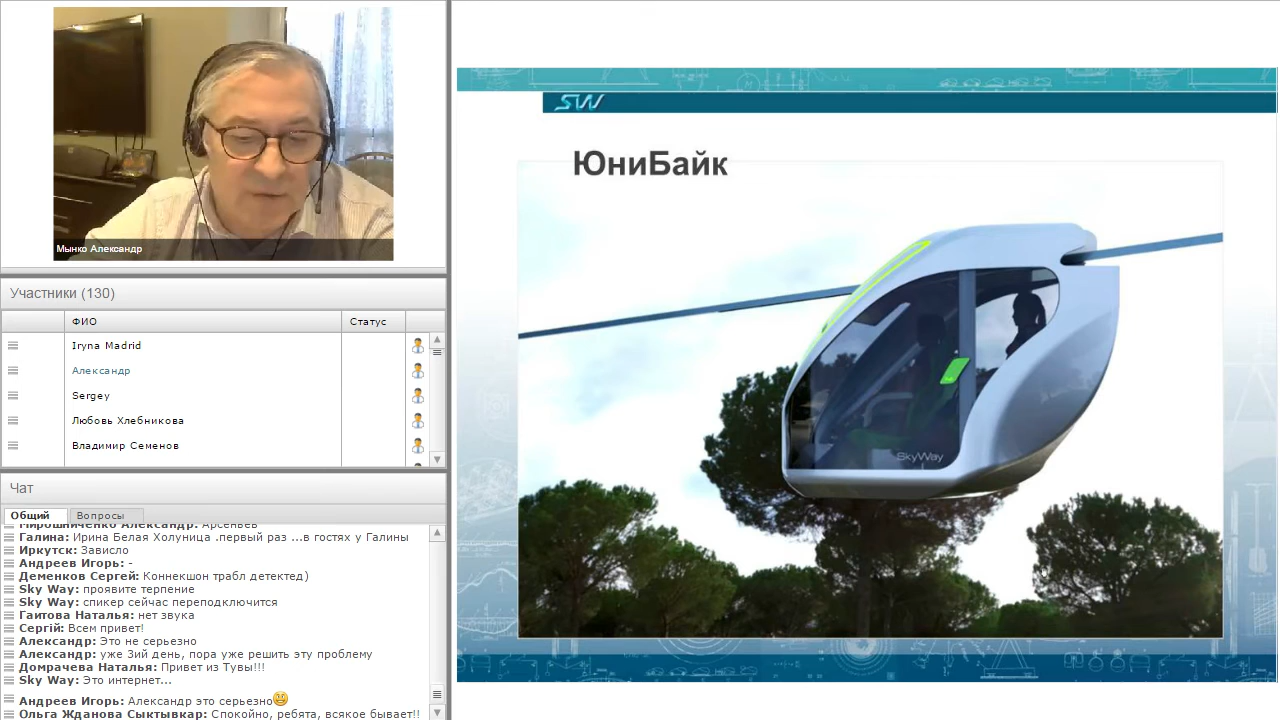 Мынко Александр
Участники (130)
ФИО
Статус
Iryna Madrid
Александр
Sergey
Любовь Хлебникова
Владимир Семенов
Чат
Общий
Вопросы
Мирошниченко Александр: Арсеньев
Галина: Ирина Белая Холуница .первый раз ...в гостях у Галины
Иркутск: Зависло
Андреев Игорь: -
Деменков Сергей: Коннекшон трабл детектед)
Sky Way: проявите терпение
Sky Way: спикер сейчас переподключится
Гаитова Наталья: нет звука
Сергій: Всем привет!
Александр: Это не серьезно
Александр: уже 3ий день, пора уже решить эту проблему
Домрачева Наталья: Привет из Тувы!!!
Sky Way: Это интернет...
Андреев Игорь: Александр это серьезно
Ольга Жданова Сыктывкар: Спокойно, ребята, всякое бывает!!
SW
ЮниБайк
SkyWay